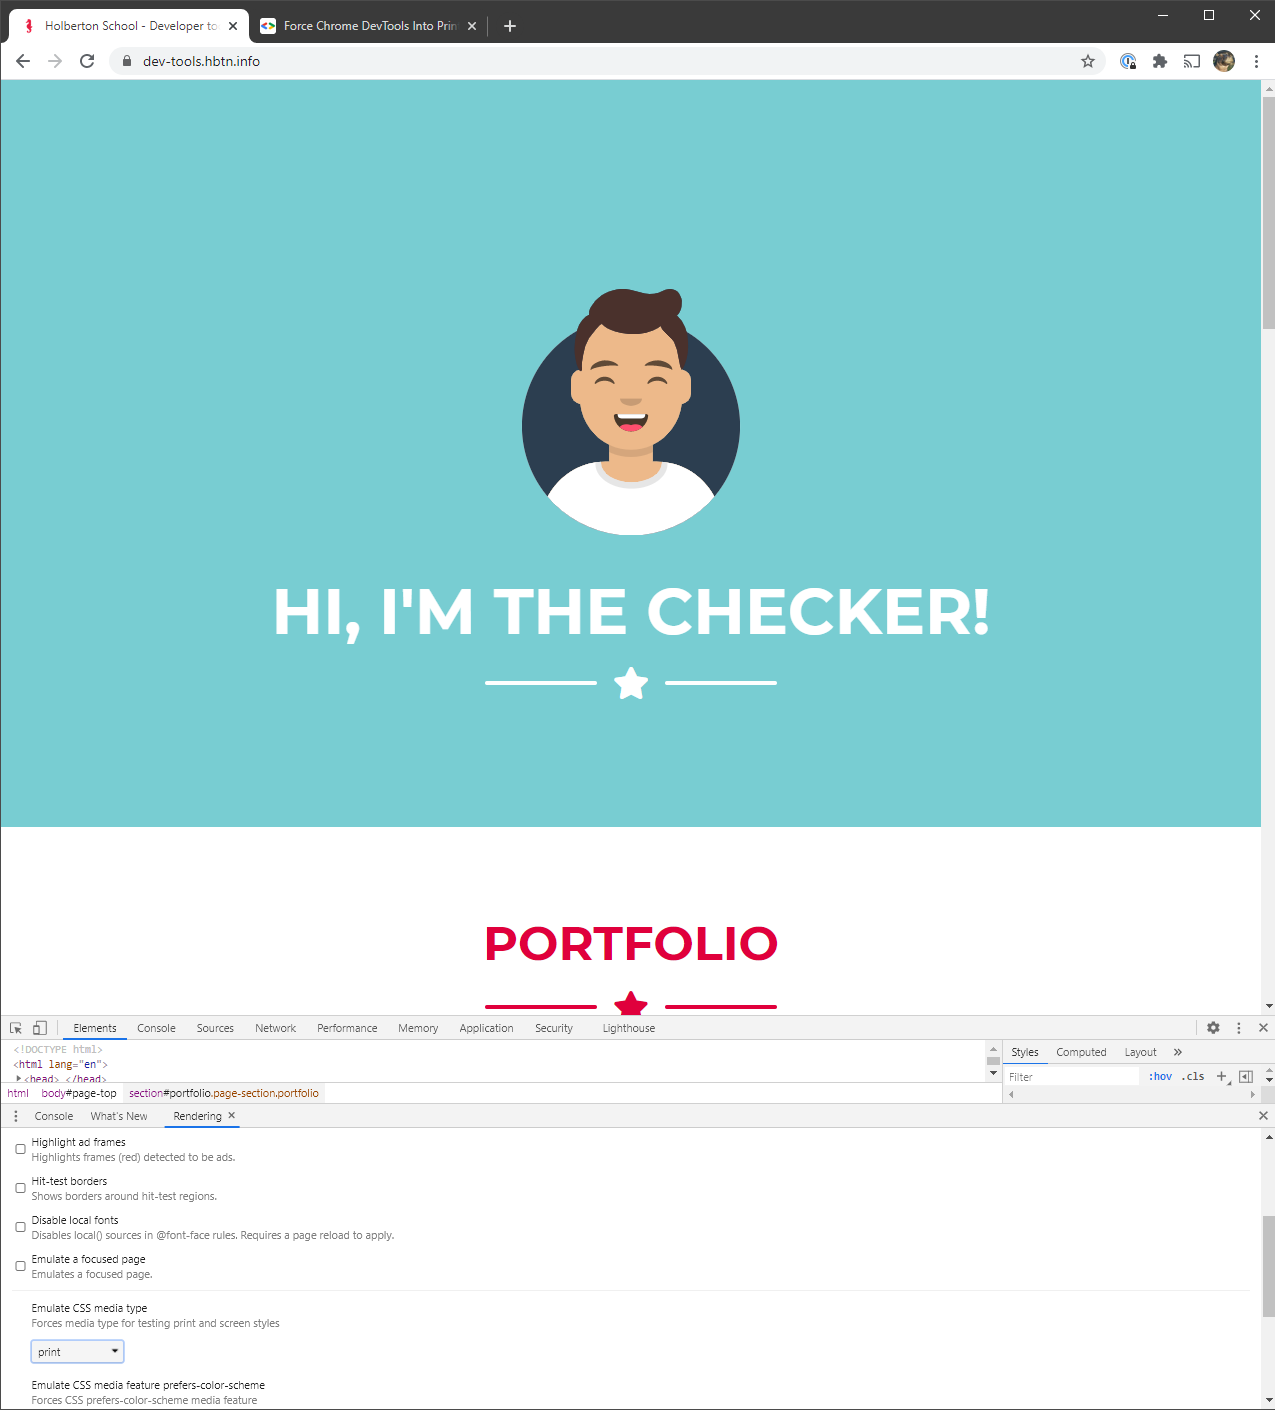 Holberton School - Developer to
Force Chrome DevTools Into Prin
dev-tools.hbtn.info
HI, I'M THE CHECKER!
PORTFOLIO
Elements Console Sources Network Performance Memory Application Security Lighthouse
<!DOCTYPE html>
<html lang="en">
<head> </head>
html body#page-top section#portfolio.page-section.portfolio
Styles Computed Layout »
Filter :hov .cls +
Console What's New Rendering
Highlight ad frames
Highlights frames (red) detected to be ads.
Hit-test borders
Shows borders around hit-test regions.
Disable local fonts
Disables local() sources in @font-face rules. Requires a page reload to apply.
Emulate a focused page
Emulates a focused page.
Emulate CSS media type
Forces media type for testing print and screen styles
print
Emulate CSS media feature prefers-color-scheme
Forces CSS prefers-color-scheme media feature